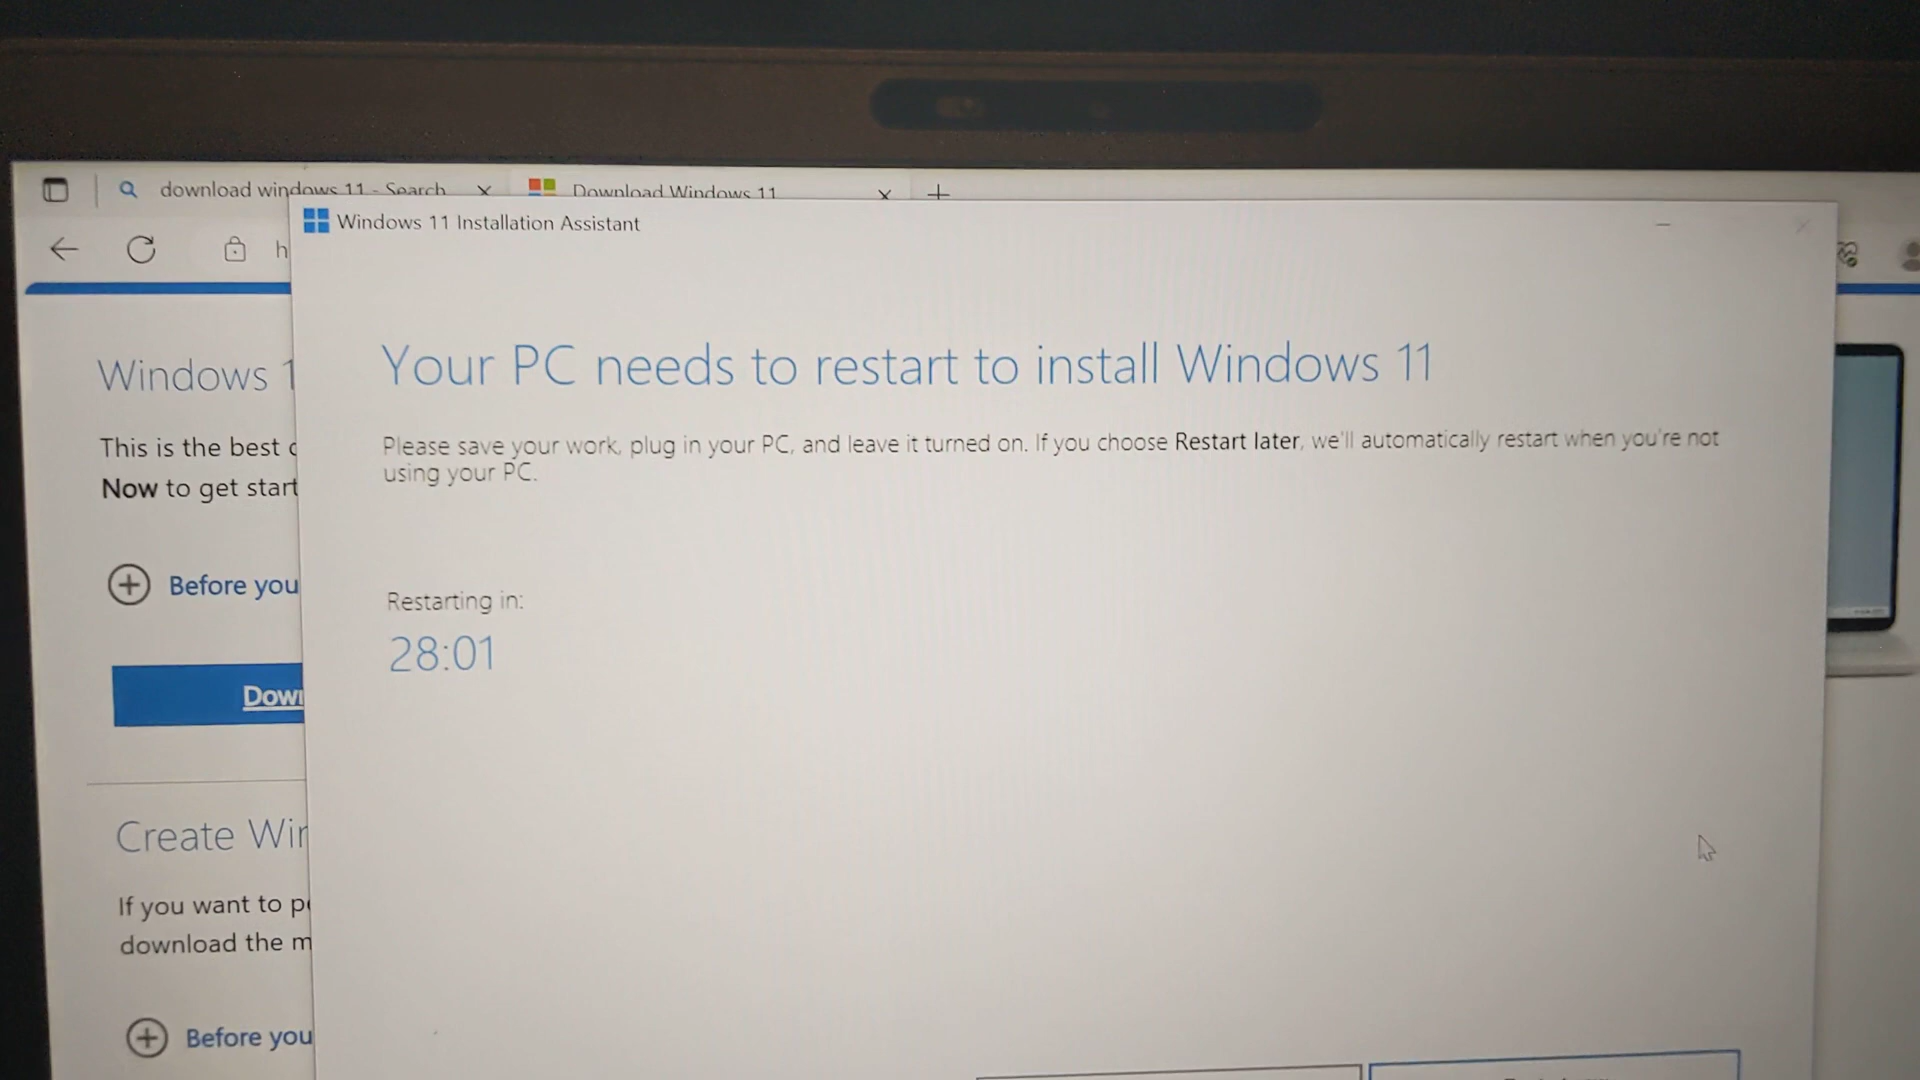 download windows 11 - Search
Download Windows 11
Windows 11 Installation Assistant
h
Your PC needs to restart to install Windows 11
Please save your work, plug in your PC, and leave it turned on. If you choose Restart later, we'll automatically restart when you're not
using your PC.
Restarting in:
28:01
Windows 1
This is the best
Now to get start
Before you
Dow
Create Wi
If you want to p
download the m
Before you